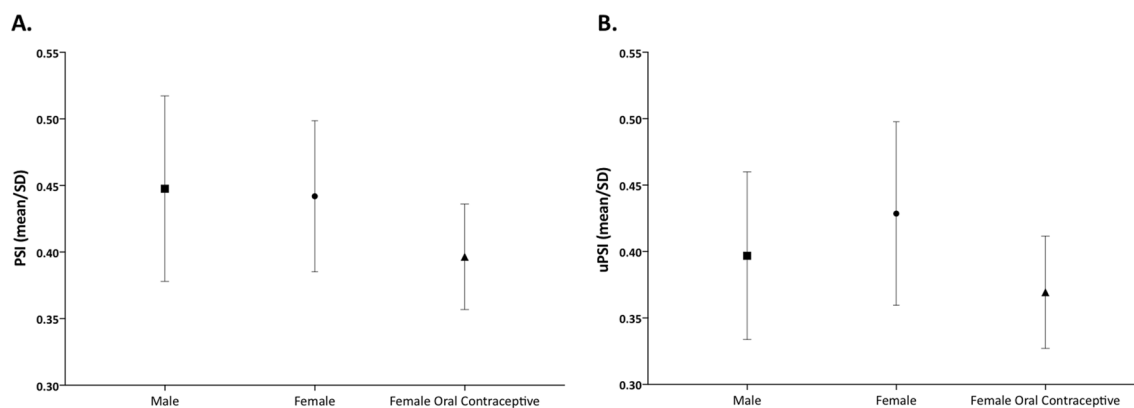 A.
0.55
0.50
0.45
0.40
0.35
0.30
PSI (mean/SD)
Male
Female
Female Oral Contraceptive
B.
0.55
0.50
0.45
0.40
0.35
0.30
uPSI (mean/SD)
Male
Female
Female Oral Contraceptive